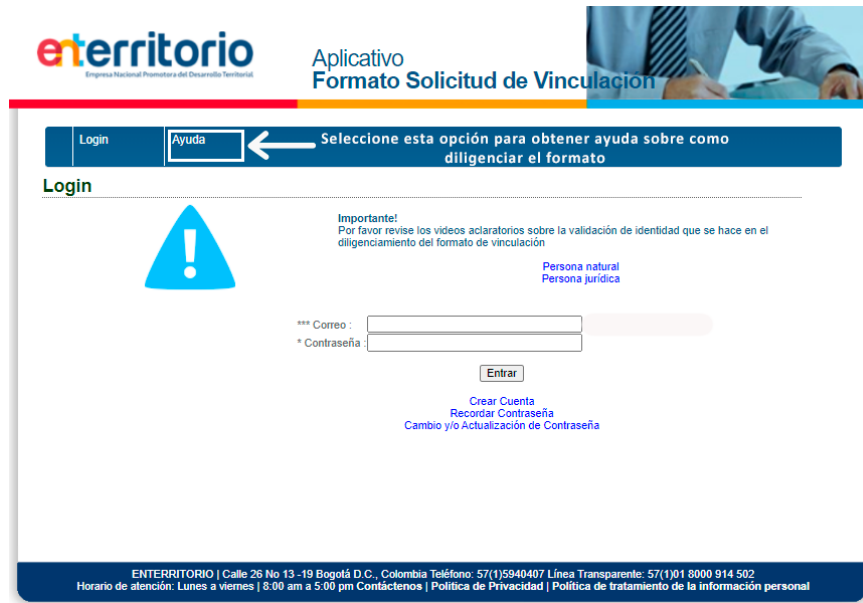 enterritorio
Empresa Nacional Promotora del Desarrollo Territorial
Aplicativo
Formato Solicitud de Vinculación
Login
Ayuda
Seleccione esta opción para obtener ayuda sobre como
diligenciar el formato
Login
Importante!
Por favor revise los videos aclaratorios sobre la validación de identidad que se hace en el
diligenciamiento del formato de vinculación
Persona natural
Persona jurídica
*** Correo :
* Contraseña :
Entrar
Crear Cuenta
Recordar Contraseña
Cambio y/o Actualización de Contraseña
ENTERRITORIO | Calle 26 No 13 -19 Bogotá D.C., Colombia Teléfono: 57(1)5940407 Línea Transparente: 57(1)01 8000 914 502
Horario de atención: Lunes a viernes | 8:00 am a 5:00 pm Contáctenos | Politica de Privacidad | Política de tratamiento de la información personal